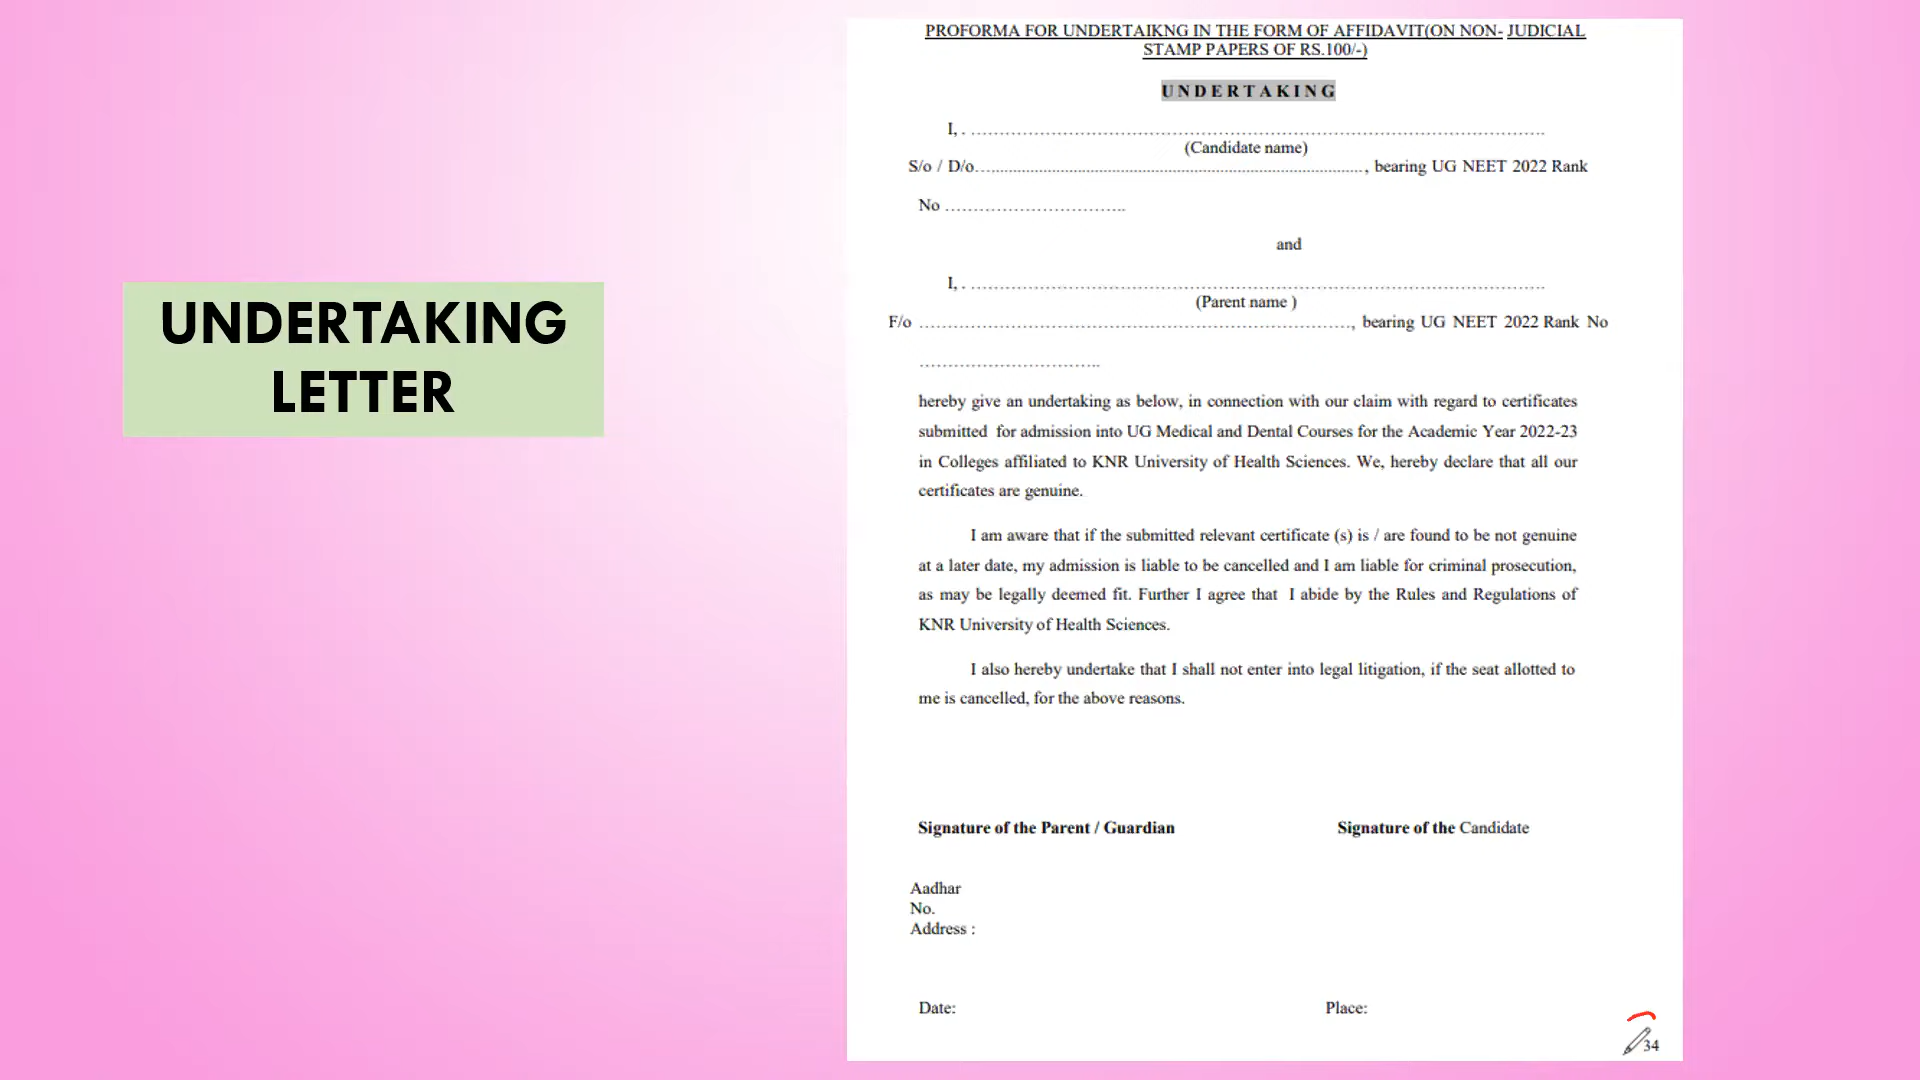 UNDERTAKING
LETTER
PROFORMA FOR UNDERTAIKNG IN THE FORM OF AFFIDAVIT(ON NON- JUDICIAL
STAMP PAPERS OF RS.100/-)
U N D E R T A K I N G
I, . ……………………………………………………………………………………….
(Candidate name)
S/o / D/o…..............................................................................., bearing UG NEET 2022 Rank
No …………………………..
and
I, . ……………………………………………………………………………………….
(Parent name )
F/o …………………………………………………………………, bearing UG NEET 2022 Rank No
…………………………..
hereby give an undertaking as below, in connection with our claim with regard to certificates
submitted for admission into UG Medical and Dental Courses for the Academic Year 2022-23
in Colleges affiliated to KNR University of Health Sciences. We, hereby declare that all our
certificates are genuine.
I am aware that if the submitted relevant certificate (s) is / are found to be not genuine
at a later date, my admission is liable to be cancelled and I am liable for criminal prosecution,
as may be legally deemed fit. Further I agree that I abide by the Rules and Regulations of
KNR University of Health Sciences.
I also hereby undertake that I shall not enter into legal litigation, if the seat allotted to
me is cancelled, for the above reasons.
Signature of the Parent / Guardian Signature of the Candidate
Aadhar
No.
Address :
Date: Place:
34